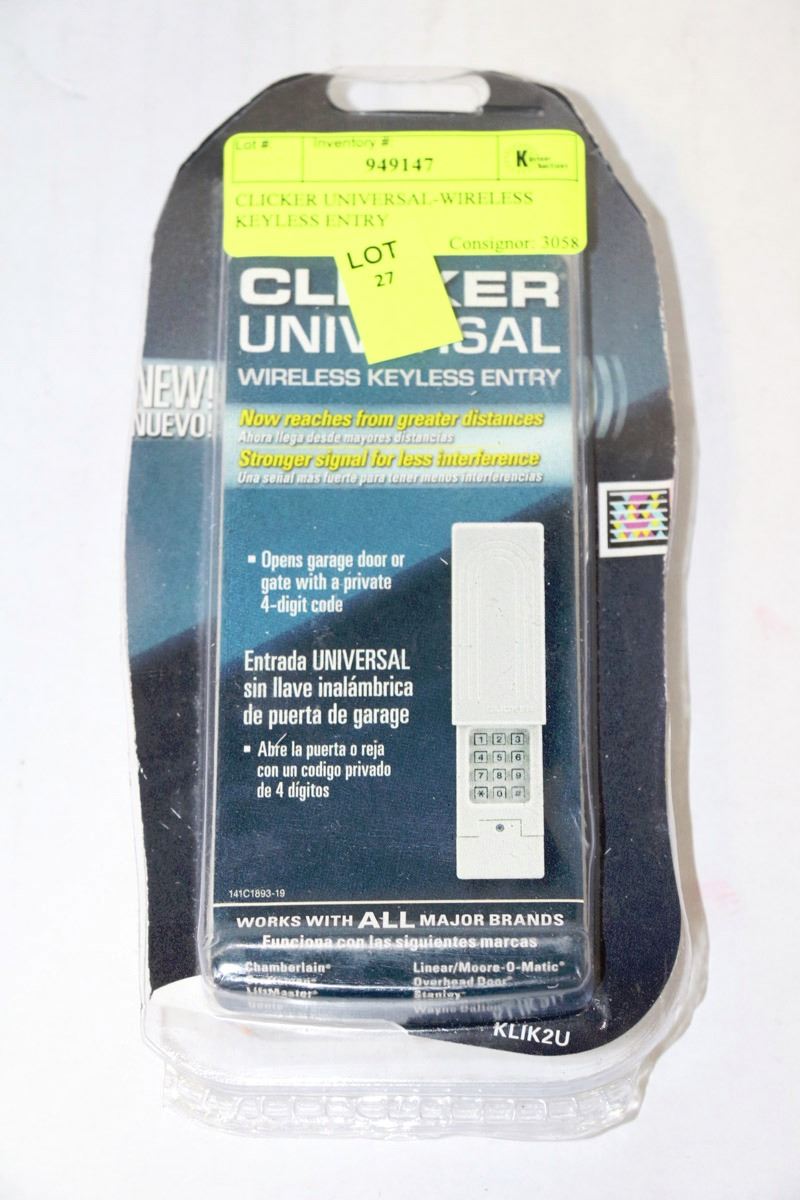 Lot #:
Inventory #
949147
K
CLICKER UNIVERSAL-WIRELESS
KEYLESS ENTRY
Consignor: 3058
LOT
27
WIRELESS KEYLESS ENTRY
NEW!
NUEVO!
Now reaches from greater distances
Ahora llega desde mayores distancias
Stronger signal for less interference
Una señal más fuerte para tener menos interferencias
▪ Opens garage door or
gate with a private
4-digit code
Entrada UNIVERSAL
sin llave inalámbrica
de puerta de garage
▪ Abre la puerta o reja
con un codigo privado
de 4 dígitos
CLICKER
1 2 3
4 5 6
7 8 9
* 0 #
141C1893-19
WORKS WITH ALL MAJOR BRANDS
Funciona con las siguientes marcas
Chamberlain®
LiftMaster®
Linear/Moore-O-Matic®
Overhead Door®
Stanley®
Wayne Dalton
KLIK2U